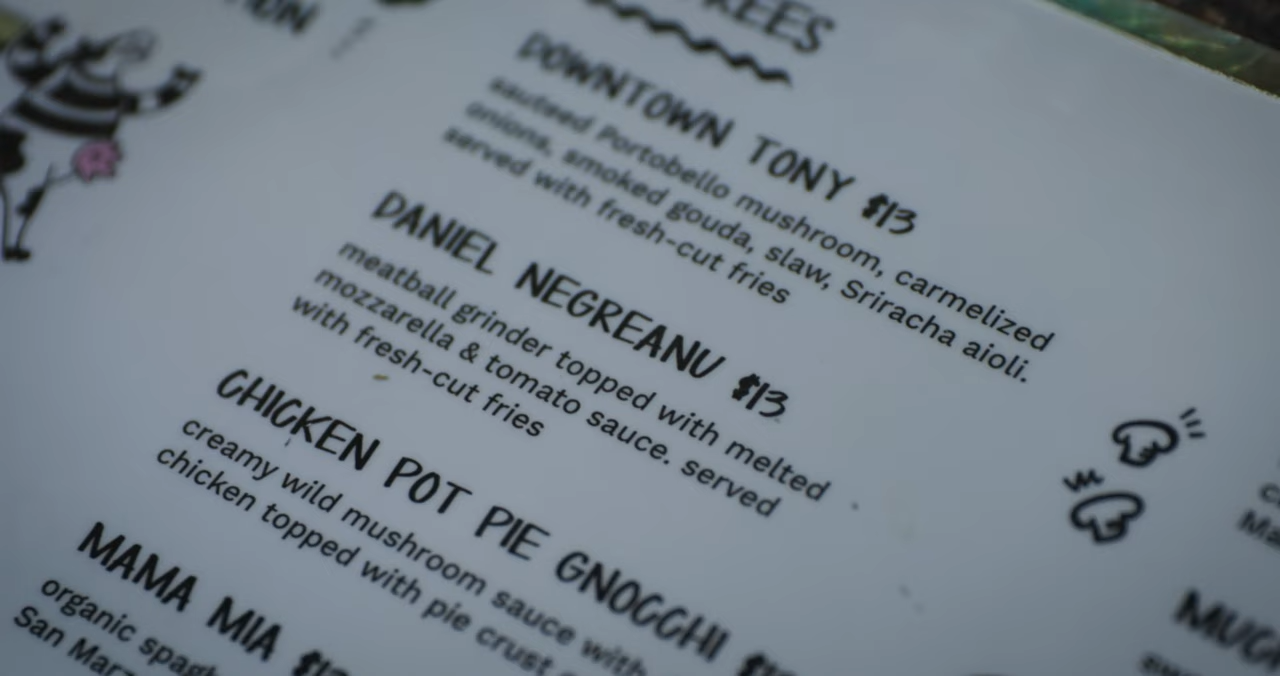 DOWNTOWN TONY $13
sauteed Portobello mushroom, carmelized
onions, smoked gouda, slaw, Sriracha aioli.
served with fresh-cut fries
DANIEL NEGREANU $13
meatball grinder topped with melted
mozzarella & tomato sauce. served
with fresh-cut fries
CHICKEN POT PIE GNOCCHI
creamy wild mushroom sauce with
chicken topped with pie crust
MAMA MIA
organic
San